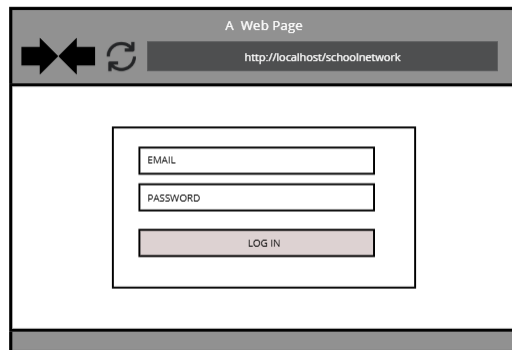 A Web Page
http://localhost/schoolnetwork
EMAIL
PASSWORD
LOG IN